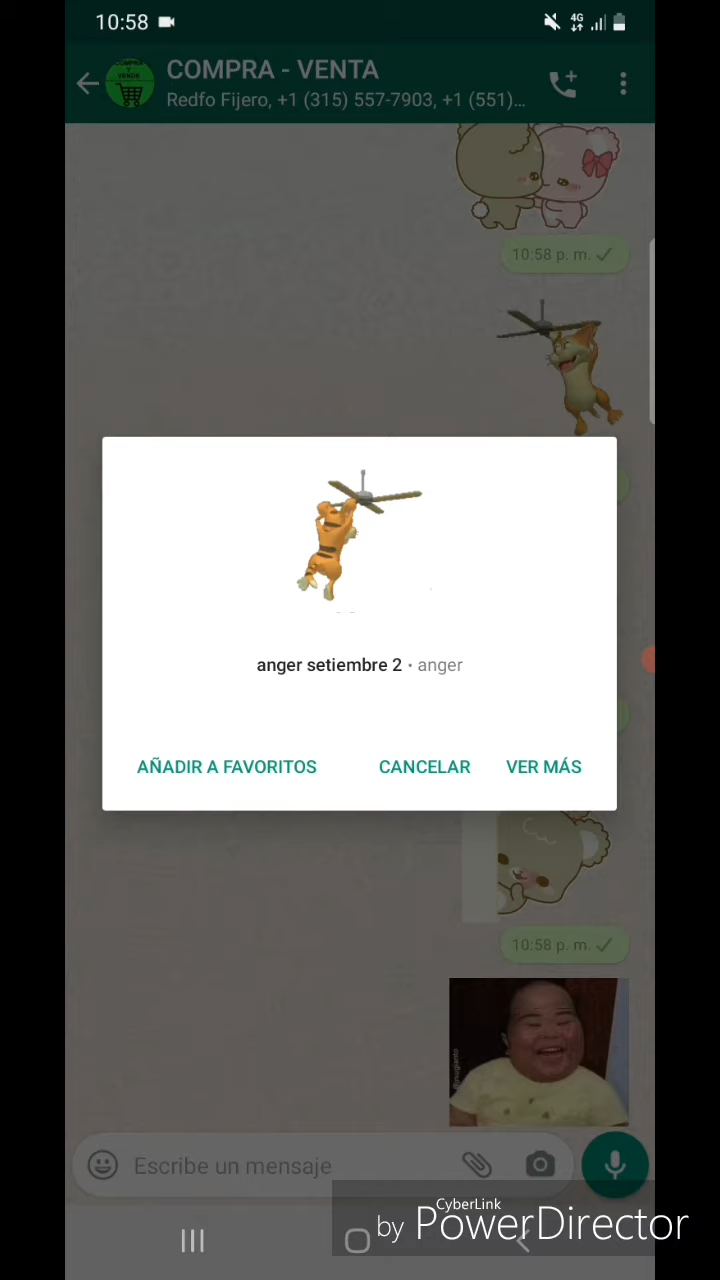 10:58
4G
COMPRA - VENTA
Redfo Fijero, +1 (315) 557-7903, +1 (551)...
10:58 p. m.
anger setiembre 2 · anger
AÑADIR A FAVORITOS
CANCELAR
VER MÁS
10:58 p. m.
Escribe un mensaje
CyberLink
by PowerDirector